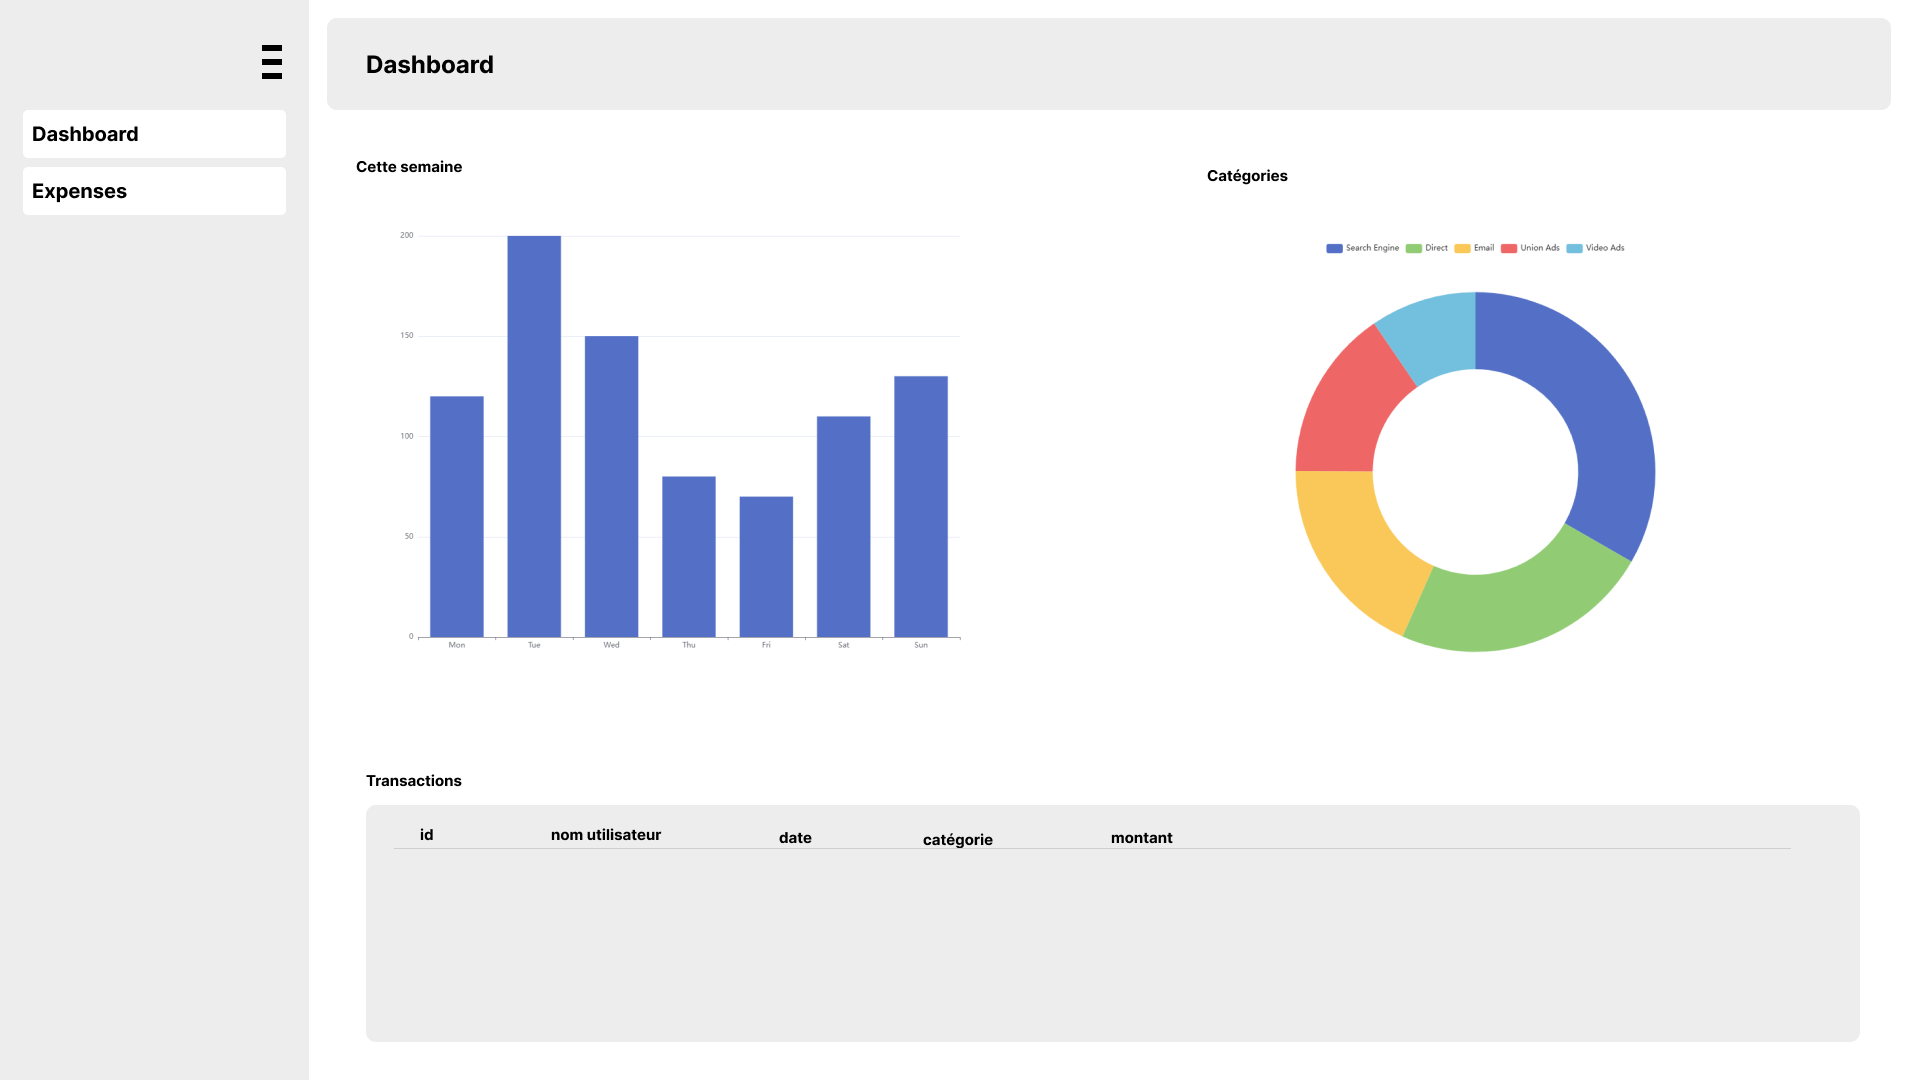 Dashboard
Expenses
Dashboard
Cette semaine
200
150
100
50
0
Mon Tue Wed Thu Fri Sat Sun
Catégories
Search Engine Direct Email Union Ads Video Ads
Transactions
id nom utilisateur date catégorie montant